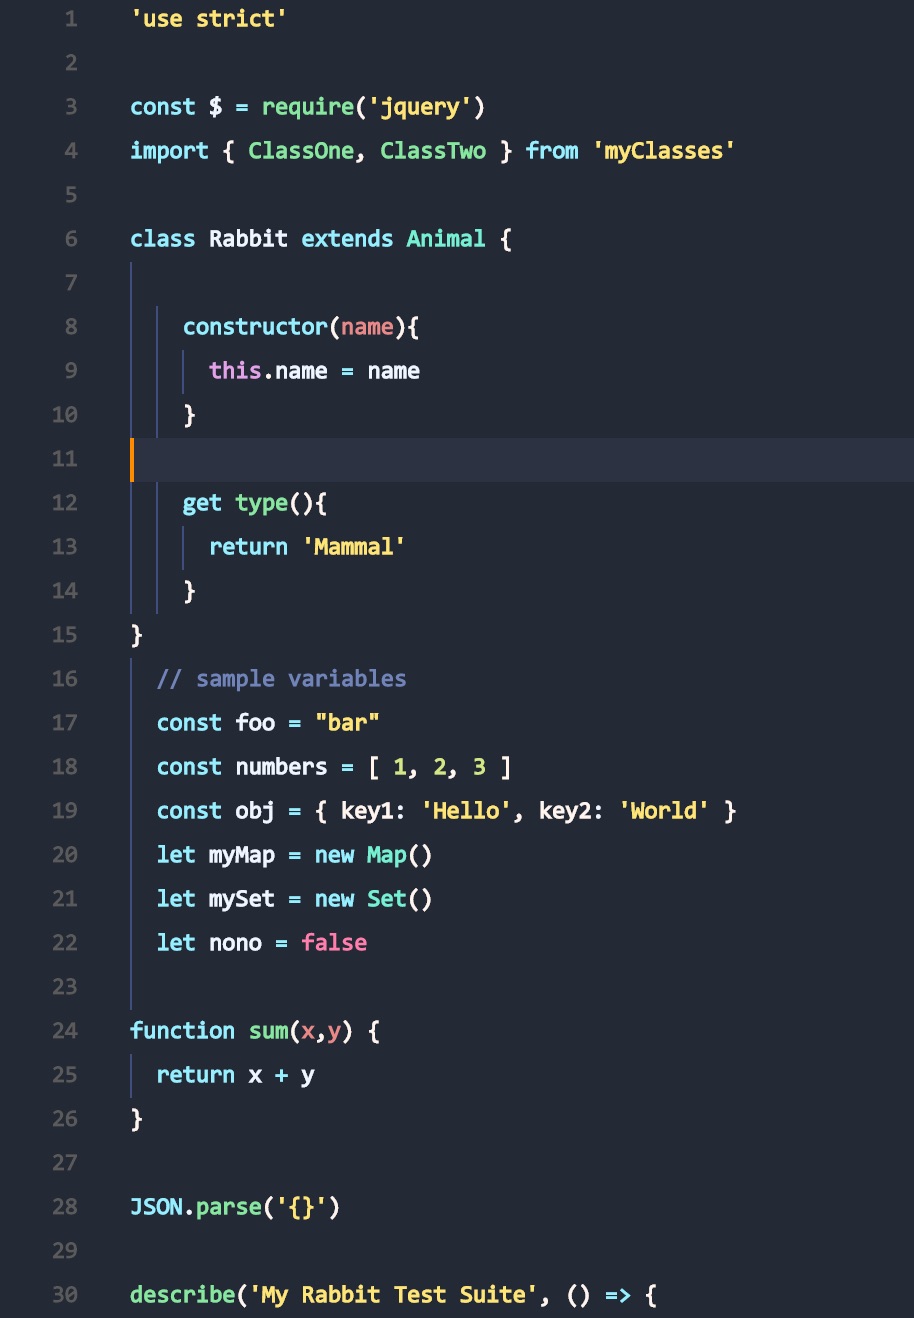 1 'use strict'
2
3 const $ = require('jquery')
4 import { ClassOne, ClassTwo } from 'myClasses'
5
6 class Rabbit extends Animal {
7
8 constructor(name){
9 this.name = name
10 }
11
12 get type(){
13 return 'Mammal'
14 }
15 }
16 // sample variables
17 const foo = "bar"
18 const numbers = [ 1, 2, 3 ]
19 const obj = { key1: 'Hello', key2: 'World' }
20 let myMap = new Map()
21 let mySet = new Set()
22 let nono = false
23
24 function sum(x,y) {
25 return x + y
26 }
27
28 JSON.parse('{}')
29
30 describe('My Rabbit Test Suite', () => {